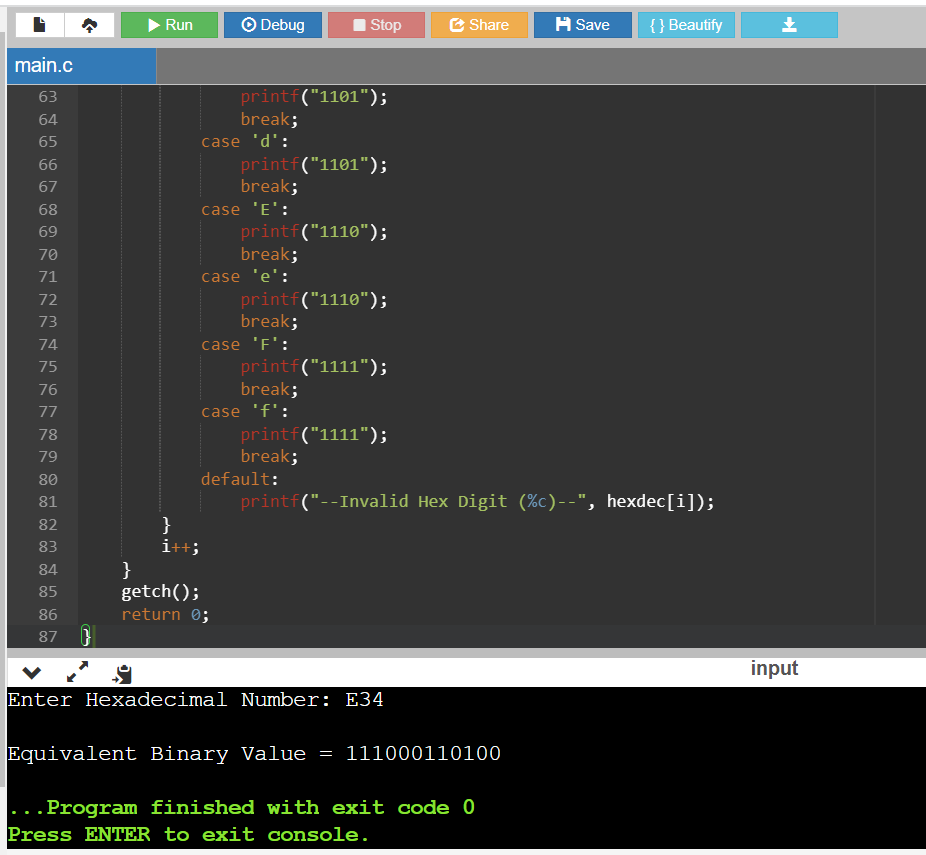 Run Debug Stop Share Save { } Beautify
main.c
63 printf("1101");
64 break;
65 case 'd':
66 printf("1101");
67 break;
68 case 'E':
69 printf("1110");
70 break;
71 case 'e':
72 printf("1110");
73 break;
74 case 'F':
75 printf("1111");
76 break;
77 case 'f':
78 printf("1111");
79 break;
80 default:
81 printf("--Invalid Hex Digit (%c)--", hexdec[i]);
82 }
83 i++;
84 }
85 getch();
86 return 0;
87 }
input
Enter Hexadecimal Number: E34
Equivalent Binary Value = 111000110100
...Program finished with exit code 0
Press ENTER to exit console.